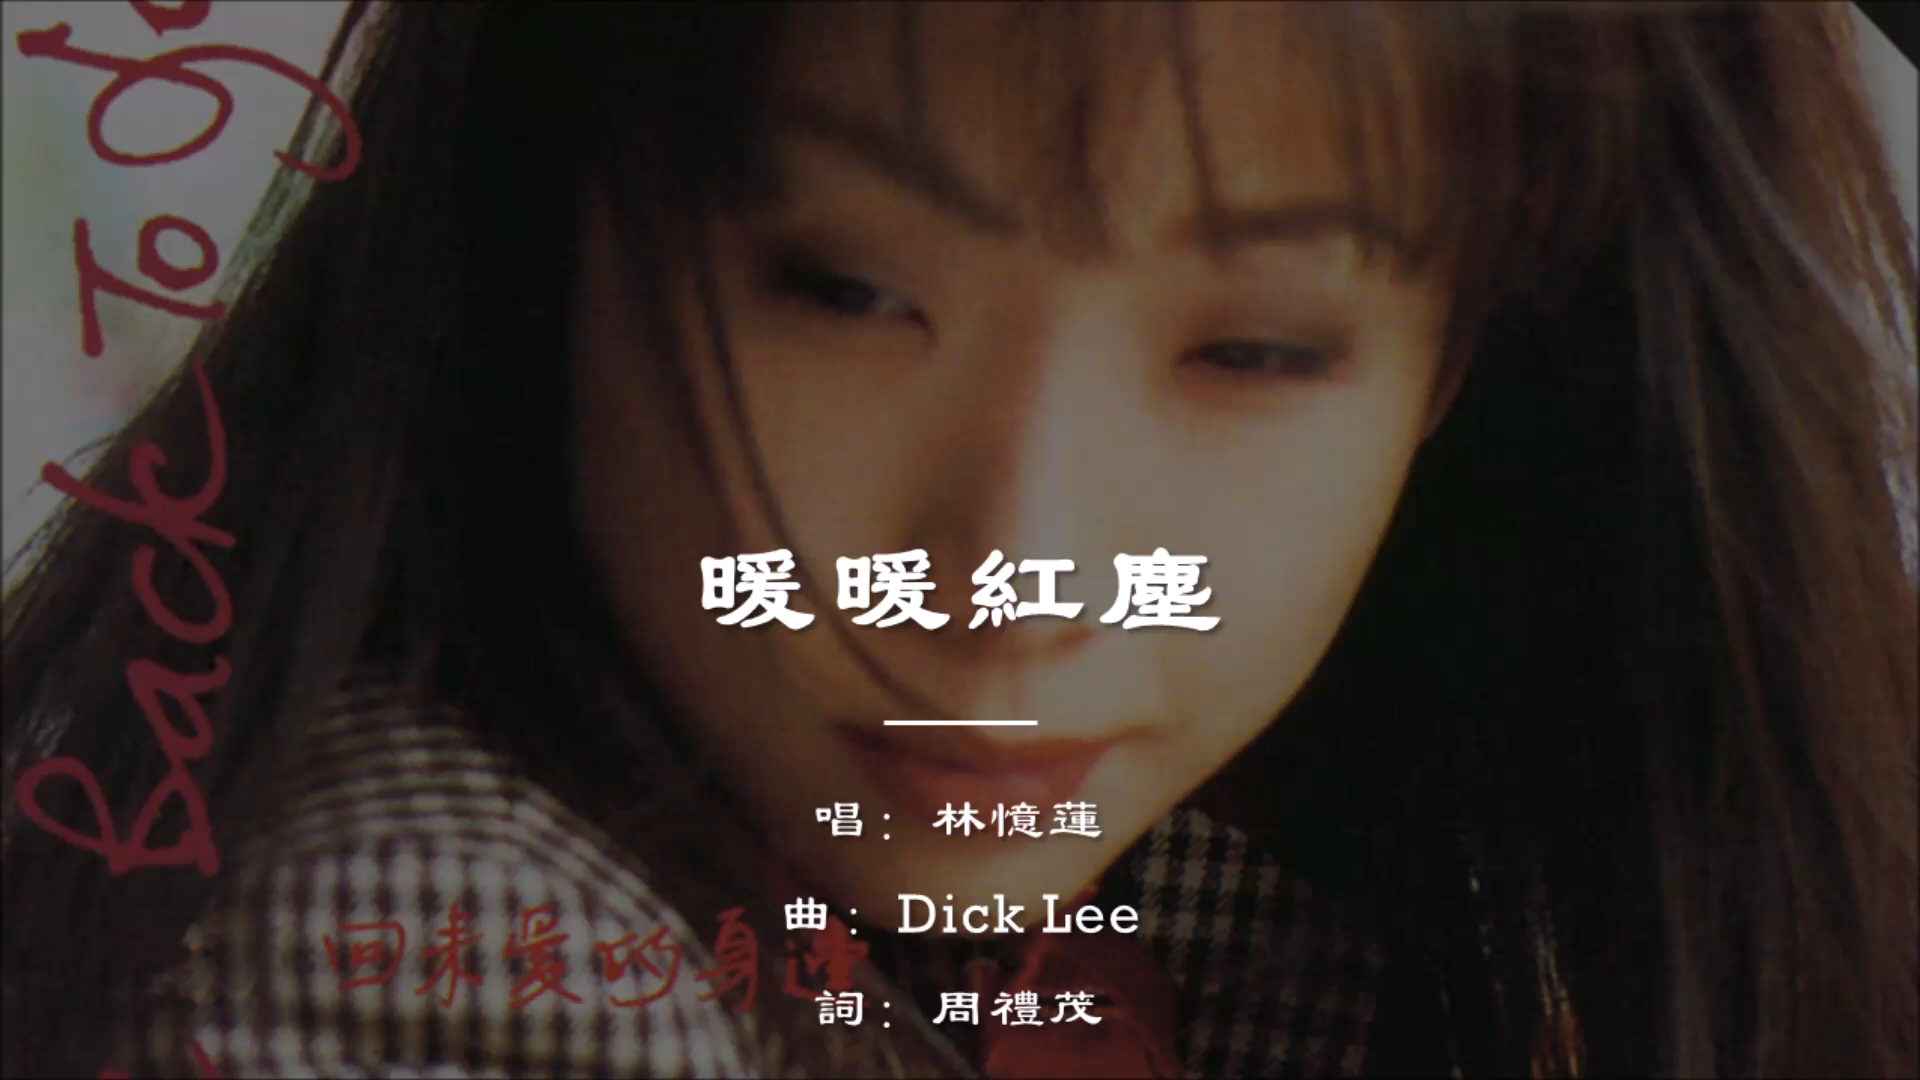 Back To Yo
暖暖紅塵
唱： 林憶蓮
曲： Dick Lee
回來愛的身邊
詞： 周禮茂